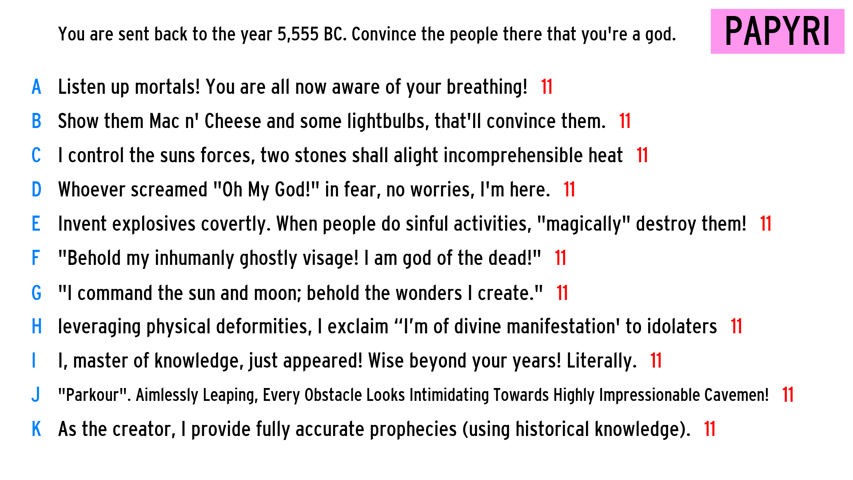 You are sent back to the year 5,555 BC. Convince the people there that you're a god.
PAPYRI
A Listen up mortals! You are all now aware of your breathing! 11
B Show them Mac n' Cheese and some lightbulbs, that'll convince them. 11
C I control the suns forces, two stones shall alight incomprehensible heat 11
D Whoever screamed "Oh My God!" in fear, no worries, I'm here. 11
E Invent explosives covertly. When people do sinful activities, "magically" destroy them! 11
F "Behold my inhumanly ghostly visage! I am god of the dead!" 11
G "I command the sun and moon; behold the wonders I create." 11
H leveraging physical deformities, I exclaim “I’m of divine manifestation' to idolaters 11
I I, master of knowledge, just appeared! Wise beyond your years! Literally. 11
J "Parkour". Aimlessly Leaping, Every Obstacle Looks Intimidating Towards Highly Impressionable Cavemen! 11
K As the creator, I provide fully accurate prophecies (using historical knowledge). 11